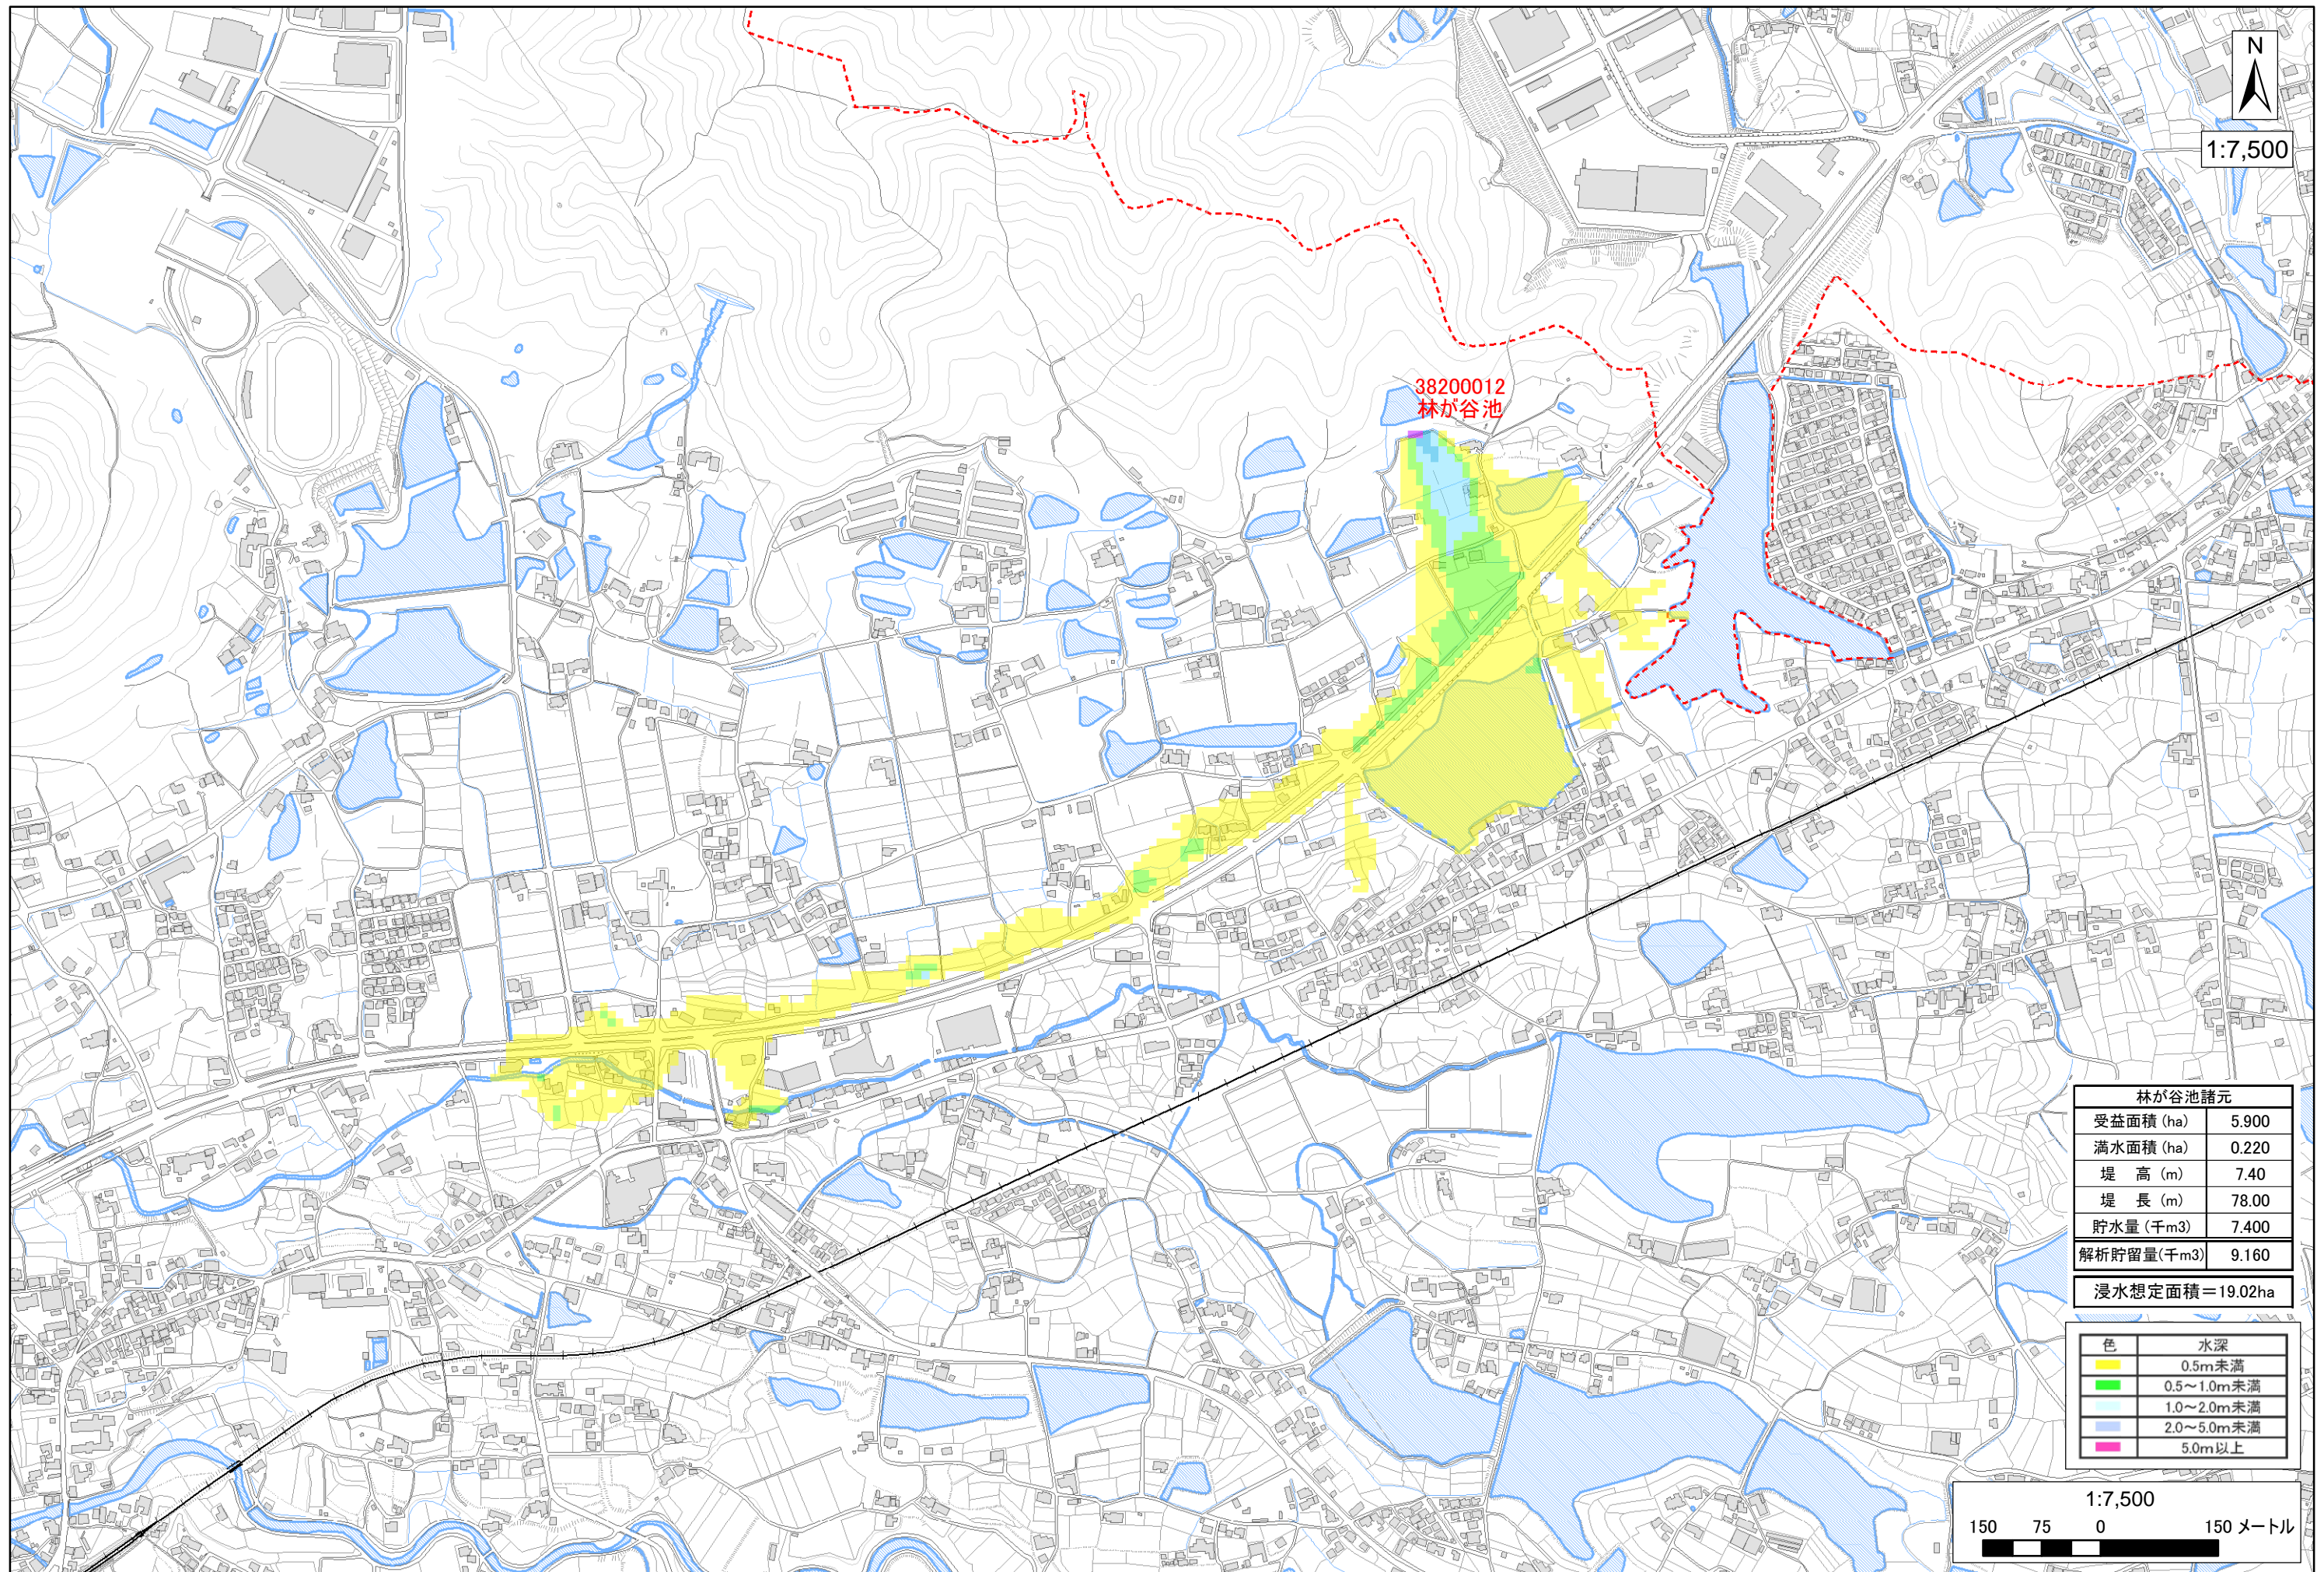 N
1:7,500
38200012
林が谷池
林が谷池諸元
受益面積(ha) 5.900
満水面積(ha) 0.220
堤 高 (m) 7.40
堤 長 (m) 78.00
貯水量(千m3) 7.400
解析貯留量(千m3) 9.160
浸水想定面積=19.02ha
色 水深
0.5m未満
0.5~1.0m未満
1.0~2.0m未満
2.0~5.0m未満
5.0m以上
1:7,500
150 75 0 150 メートル